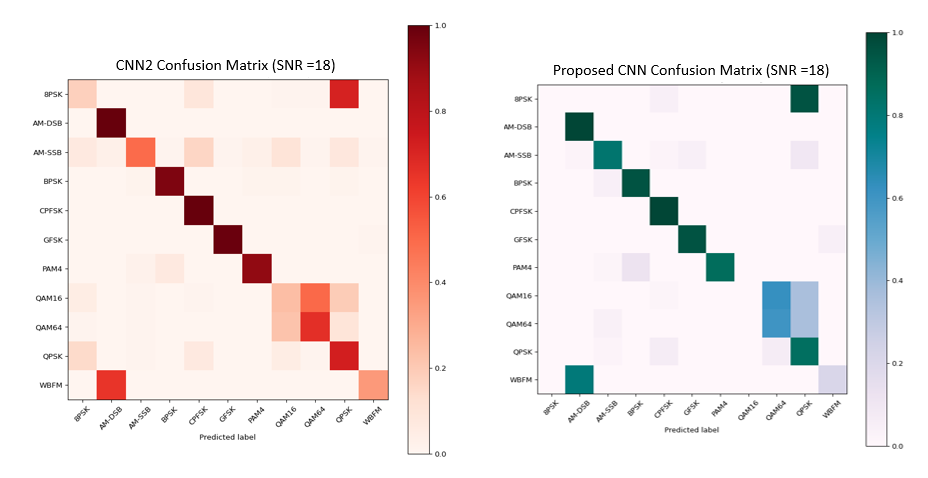 CNN2 Confusion Matrix (SNR =18)
1.0
0.8
0.6
0.4
0.2
0.0
8PSK
AM-DSB
AM-SSB
BPSK
CPFSK
GFSK
PAM4
QAM16
QAM64
QPSK
WBFM
8PSK AM-DSB AM-SSB BPSK CPFSK GFSK PAM4 QAM16 QAM64 QPSK WBFM
Predicted label
Proposed CNN Confusion Matrix (SNR =18)
1.0
0.8
0.6
0.4
0.2
0.0
8PSK
AM-DSB
AM-SSB
BPSK
CPFSK
GFSK
PAM4
QAM16
QAM64
QPSK
WBFM
8PSK AM-DSB AM-SSB BPSK CPFSK GFSK PAM4 QAM16 QAM64 QPSK WBFM
Predicted label